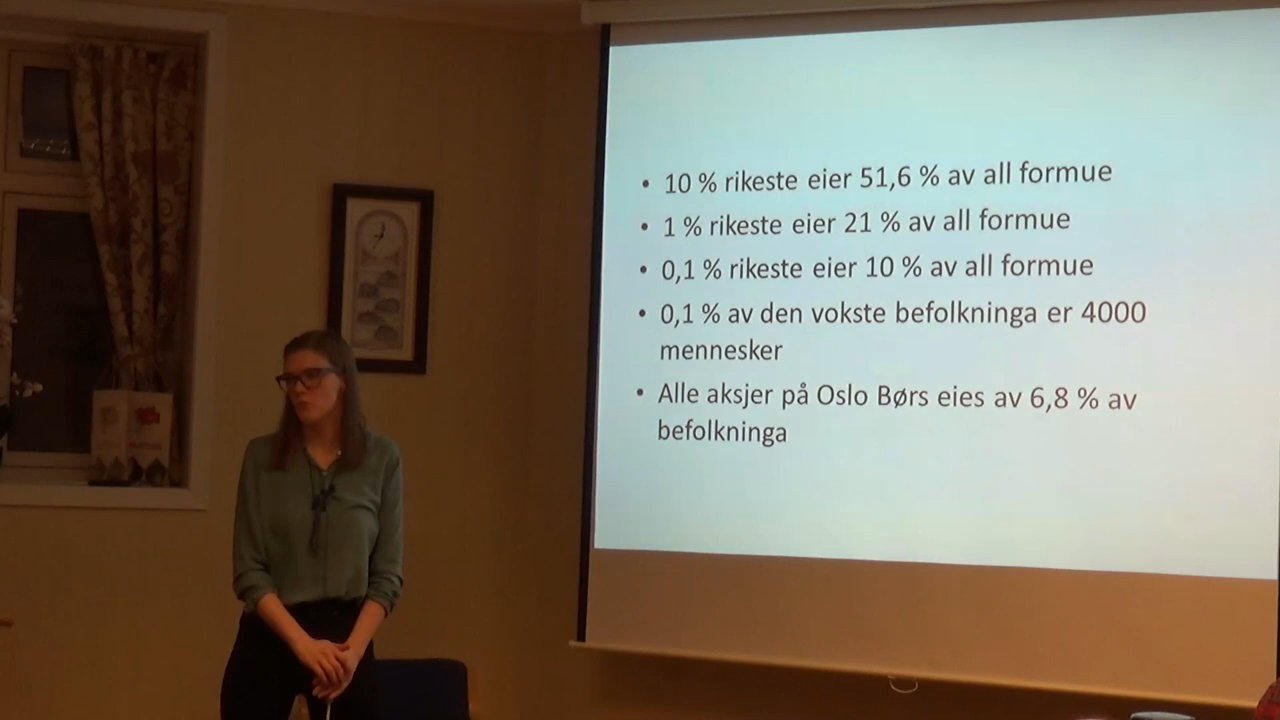 • 10 % rikeste eier 51,6 % av all formue
• 1 % rikeste eier 21 % av all formue
• 0,1 % rikeste eier 10 % av all formue
• 0,1 % av den vokste befolkninga er 4000
mennesker
• Alle aksjer på Oslo Børs eies av 6,8 % av
befolkninga